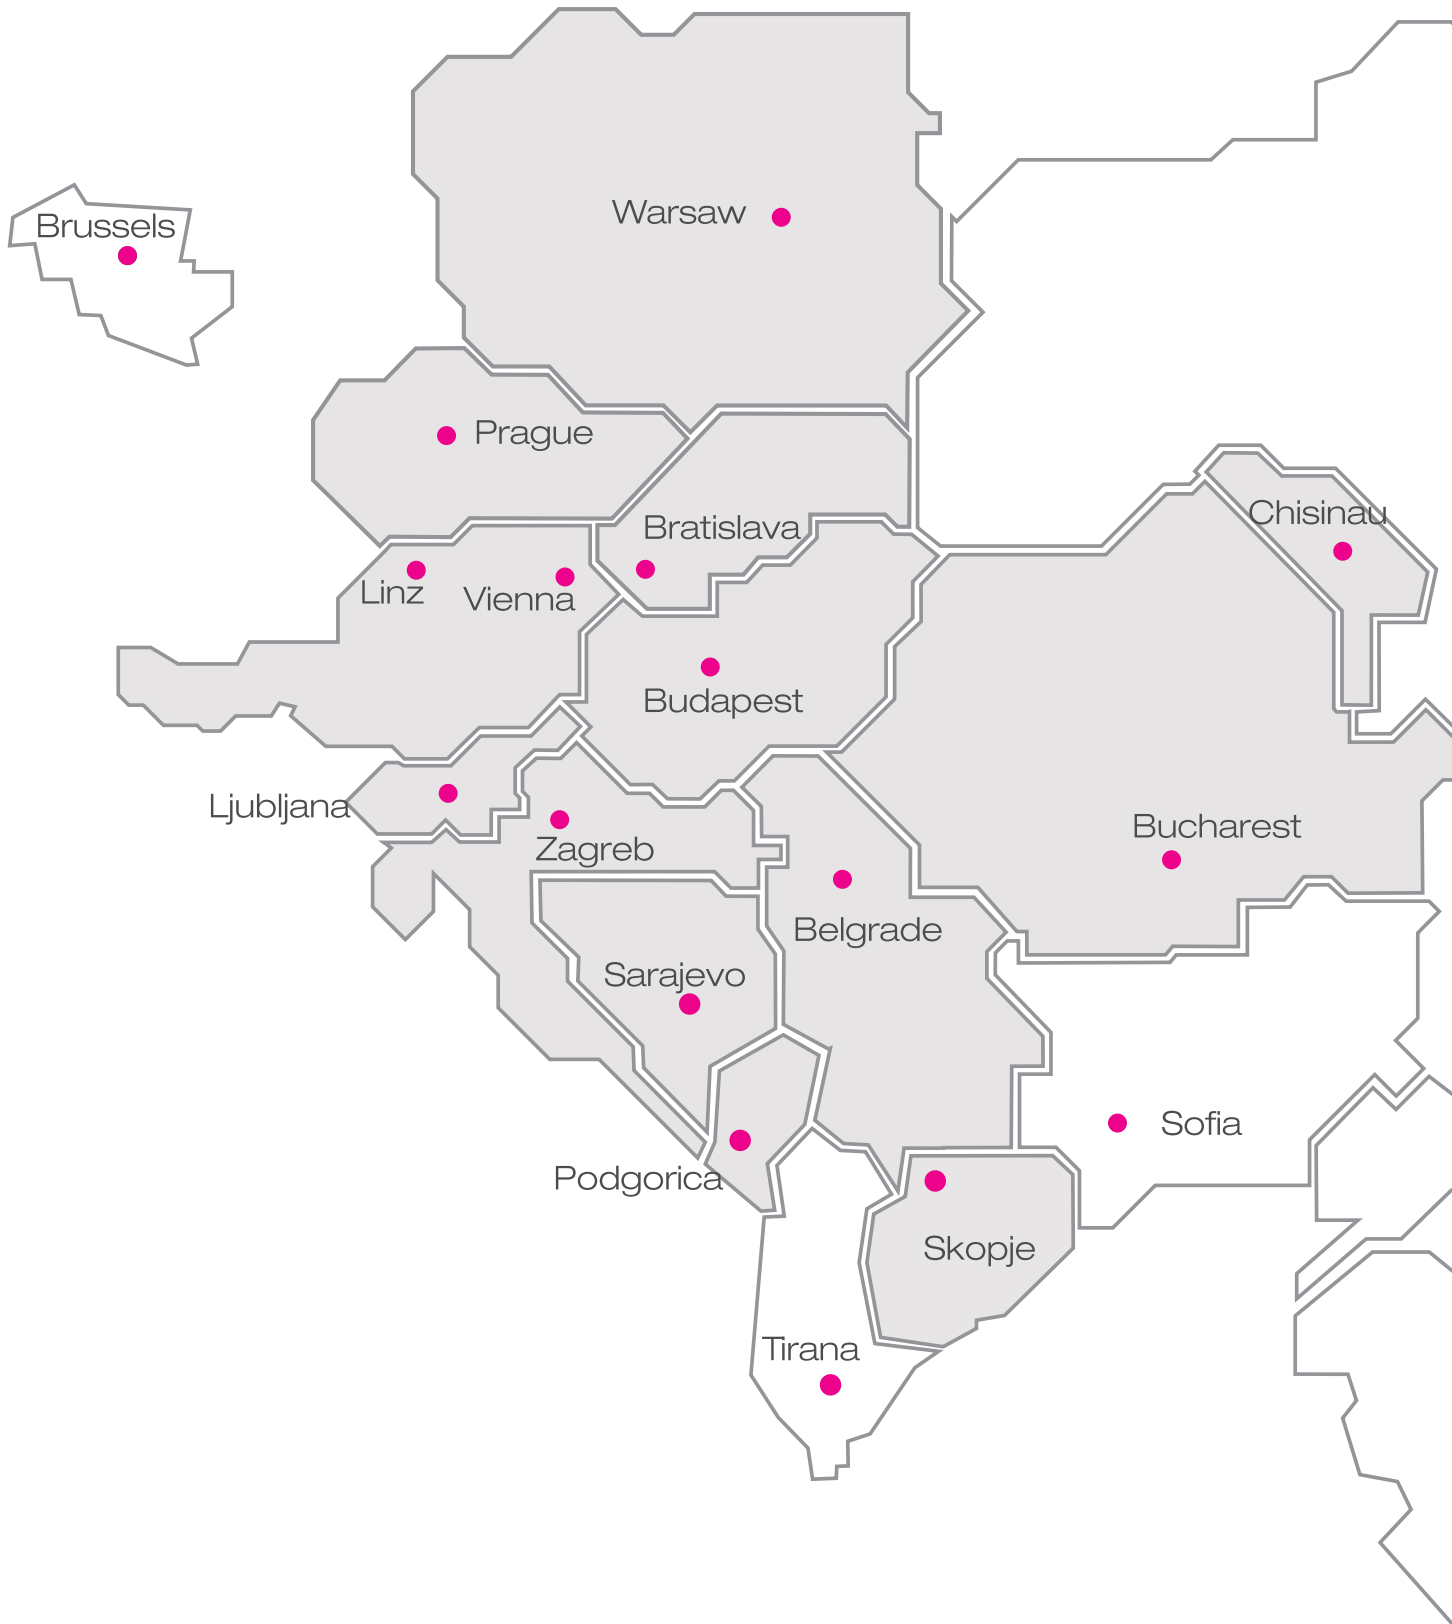 Warsaw
Brussels
Prague
Chisinau
Bratislava
Linz
Vienna
Budapest
Ljubljana
Bucharest
Zagreb
Belgrade
Sarajevo
Sofia
Podgorica
Skopje
Tirana